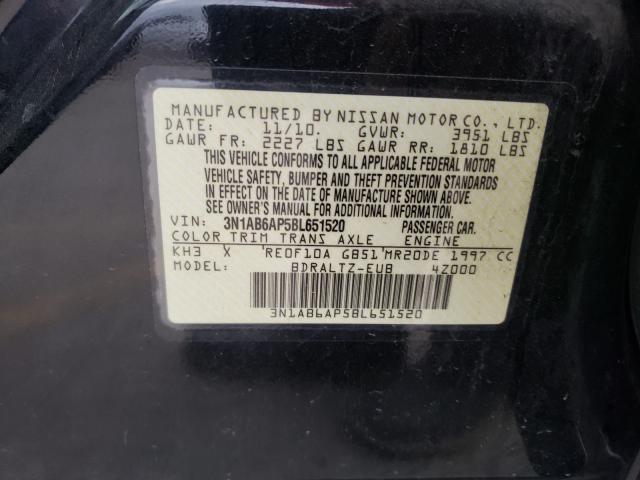 MANUFACTURED BY NISSAN MOTOR CO., LTD.
DATE: 11/10. GVWR: 3951 LBS
GAWR FR: 2227 LBS GAWR RR: 1810 LBS
THIS VEHICLE CONFORMS TO ALL APPLICABLE FEDERAL MOTOR
VEHICLE SAFETY, BUMPER AND THEFT PREVENTION STANDARDS
IN EFFECT ON THE DATE OF MANUFACTURE SHOWN ABOVE.
SEE OWNER'S MANUAL FOR ADDITIONAL INFORMATION.
VIN: 3N1AB6AP5BL651520 PASSENGER CAR.
COLOR TRIM TRANS AXLE ENGINE
KH3 X RE0F10A GB51 MR20DE 1997 CC
MODEL: BDRALTZ-EUB 4Z000
3N1AB6AP5BL651520